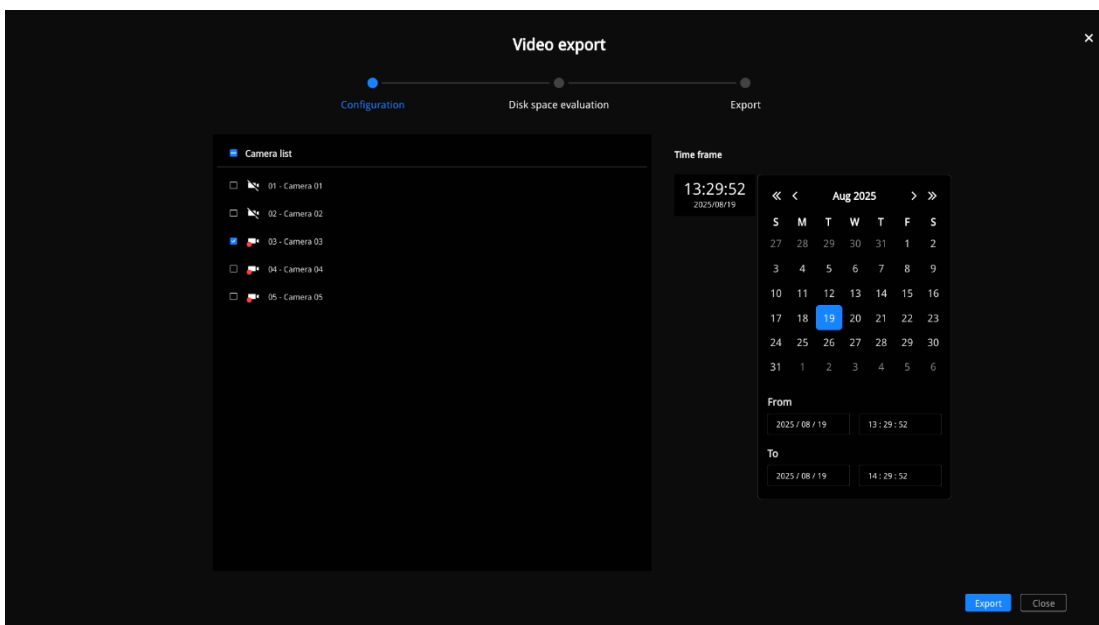 Video export
Configuration
Disk space evaluation
Export
Camera list
01 - Camera 01
02 - Camera 02
03 - Camera 03
04 - Camera 04
05 - Camera 05
Time frame
13:29:52
2025/08/19
Aug 2025
S M T W T F S
27 28 29 30 31 1 2
3 4 5 6 7 8 9
10 11 12 13 14 15 16
17 18 19 20 21 22 23
24 25 26 27 28 29 30
31 1 2 3 4 5 6
From
2025 / 08 / 19 13 : 29 : 52
To
2025 / 08 / 19 14 : 29 : 52
Export Close